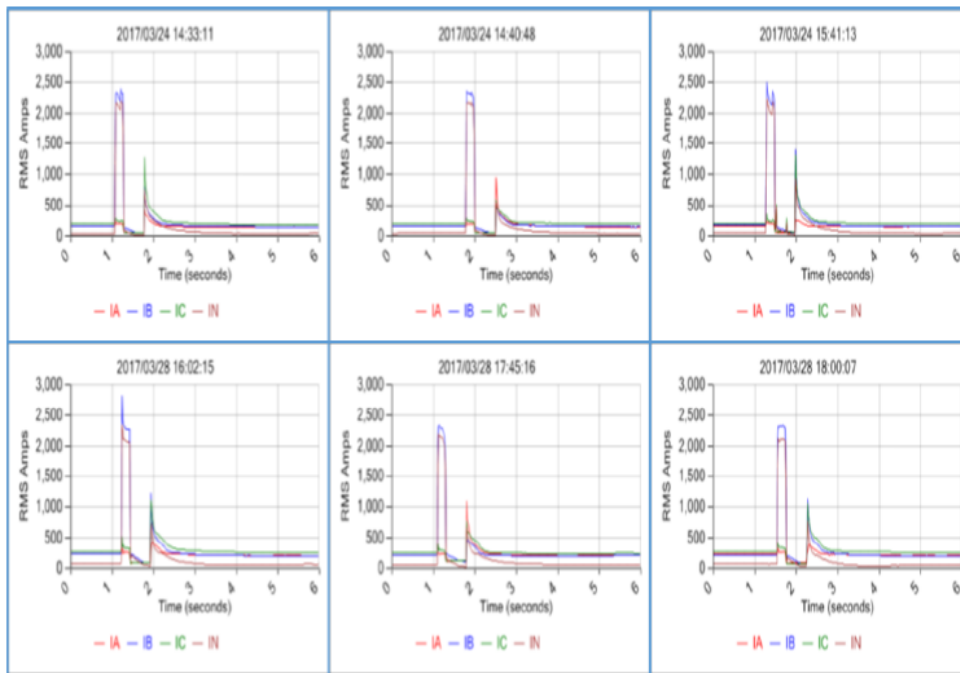 2017/03/24 14:33:11
3,000
2,500
2,000
1,500
1,000
500
0
RMS Amps
0 1 2 3 4 5 6
Time (seconds)
IA IB IC IN
2017/03/24 14:40:48
3,000
2,500
2,000
1,500
1,000
500
0
RMS Amps
0 1 2 3 4 5 6
Time (seconds)
IA IB IC IN
2017/03/24 15:41:13
3,000
2,500
2,000
1,500
1,000
500
0
RMS Amps
0 1 2 3 4 5 6
Time (seconds)
IA IB IC IN
2017/03/28 16:02:15
3,000
2,500
2,000
1,500
1,000
500
0
RMS Amps
0 1 2 3 4 5 6
Time (seconds)
IA IB IC IN
2017/03/28 17:45:16
3,000
2,500
2,000
1,500
1,000
500
0
RMS Amps
0 1 2 3 4 5 6
Time (seconds)
IA IB IC IN
2017/03/28 18:00:07
3,000
2,500
2,000
1,500
1,000
500
0
RMS Amps
0 1 2 3 4 5 6
Time (seconds)
IA IB IC IN